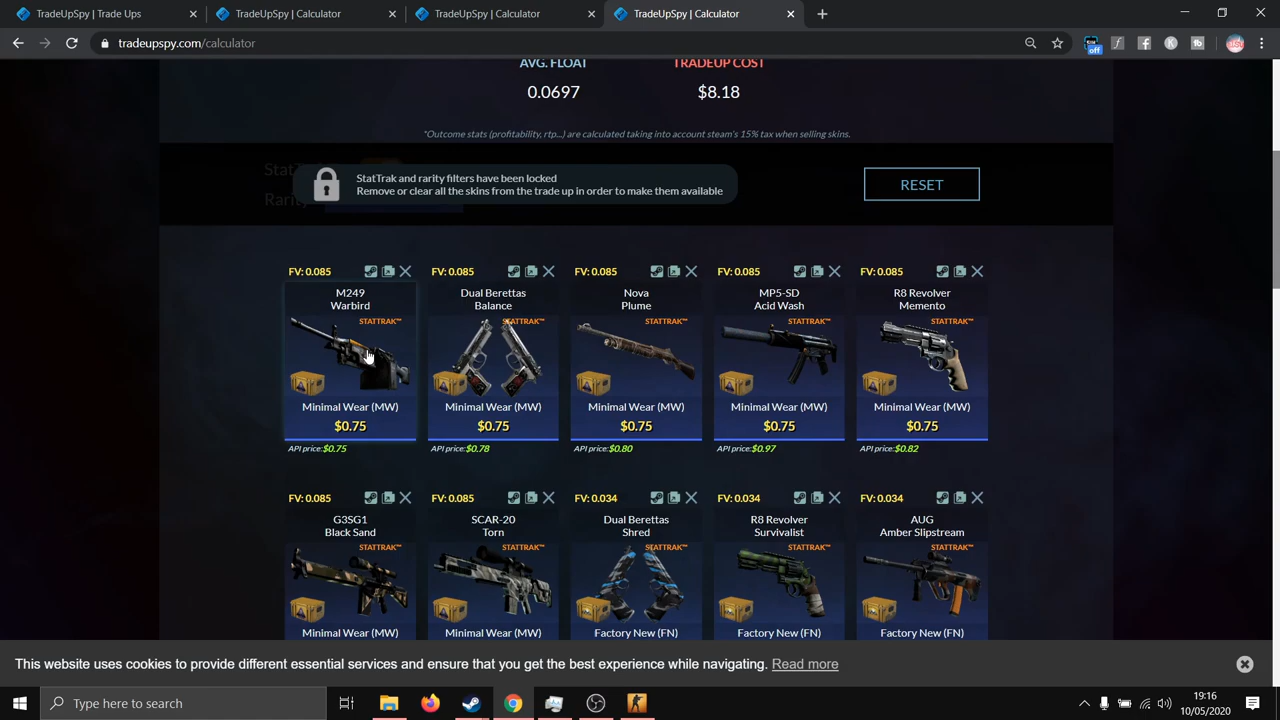 TradeUpSpy | Trade Ups
TradeUpSpy | Calculator
TradeUpSpy | Calculator
TradeUpSpy | Calculator
tradeupspy.com/calculator
off
AVG. FLOAT
TRADEUP COST
0.0697
$8.18
*Outcome stats (profitability, rtp...) are calculated taking into account steam's 15% tax when selling skins.
StatTrak
Rarity
StatTrak and rarity filters have been locked
Remove or clear all the skins from the trade up in order to make them available
RESET
FV: 0.085
FV: 0.085
FV: 0.085
FV: 0.085
FV: 0.085
M249
Warbird
Dual Berettas
Balance
Nova
Plume
MP5-SD
Acid Wash
R8 Revolver
Memento
STATTRAK™
STATTRAK™
STATTRAK™
STATTRAK™
STATTRAK™
Minimal Wear (MW)
Minimal Wear (MW)
Minimal Wear (MW)
Minimal Wear (MW)
Minimal Wear (MW)
$0.75
$0.75
$0.75
$0.75
$0.75
API price:$0.75
API price:$0.78
API price:$0.80
API price:$0.97
API price:$0.82
FV: 0.085
FV: 0.085
FV: 0.034
FV: 0.034
FV: 0.034
G3SG1
Black Sand
SCAR-20
Torn
Dual Berettas
Shred
R8 Revolver
Survivalist
AUG
Amber Slipstream
STATTRAK™
STATTRAK™
STATTRAK™
STATTRAK™
STATTRAK™
Minimal Wear (MW)
Minimal Wear (MW)
Factory New (FN)
Factory New (FN)
Factory New (FN)
This website uses cookies to provide different essential services and ensure that you get the best experience while navigating. Read more
Type here to search
19:16
10/05/2020